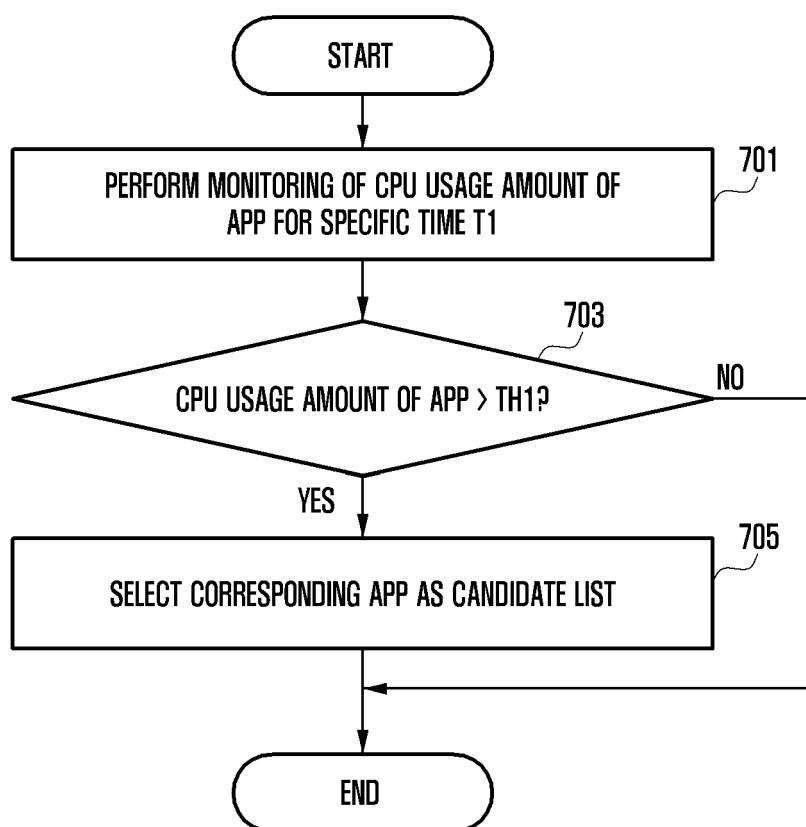 START
701
PERFORM MONITORING OF CPU USAGE AMOUNT OF
APP FOR SPECIFIC TIME T1
703
CPU USAGE AMOUNT OF APP > TH1?
NO
YES
705
SELECT CORRESPONDING APP AS CANDIDATE LIST
END